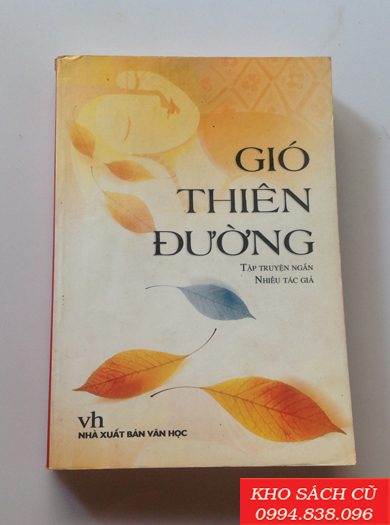 GIÓ
THIÊN
ĐƯỜNG
TẬP TRUYỆN NGẮN
NHIỀU TÁC GIẢ
vh
NHÀ XUẤT BẢN VĂN HỌC
KHO SÁCH CŨ
0994.838.096